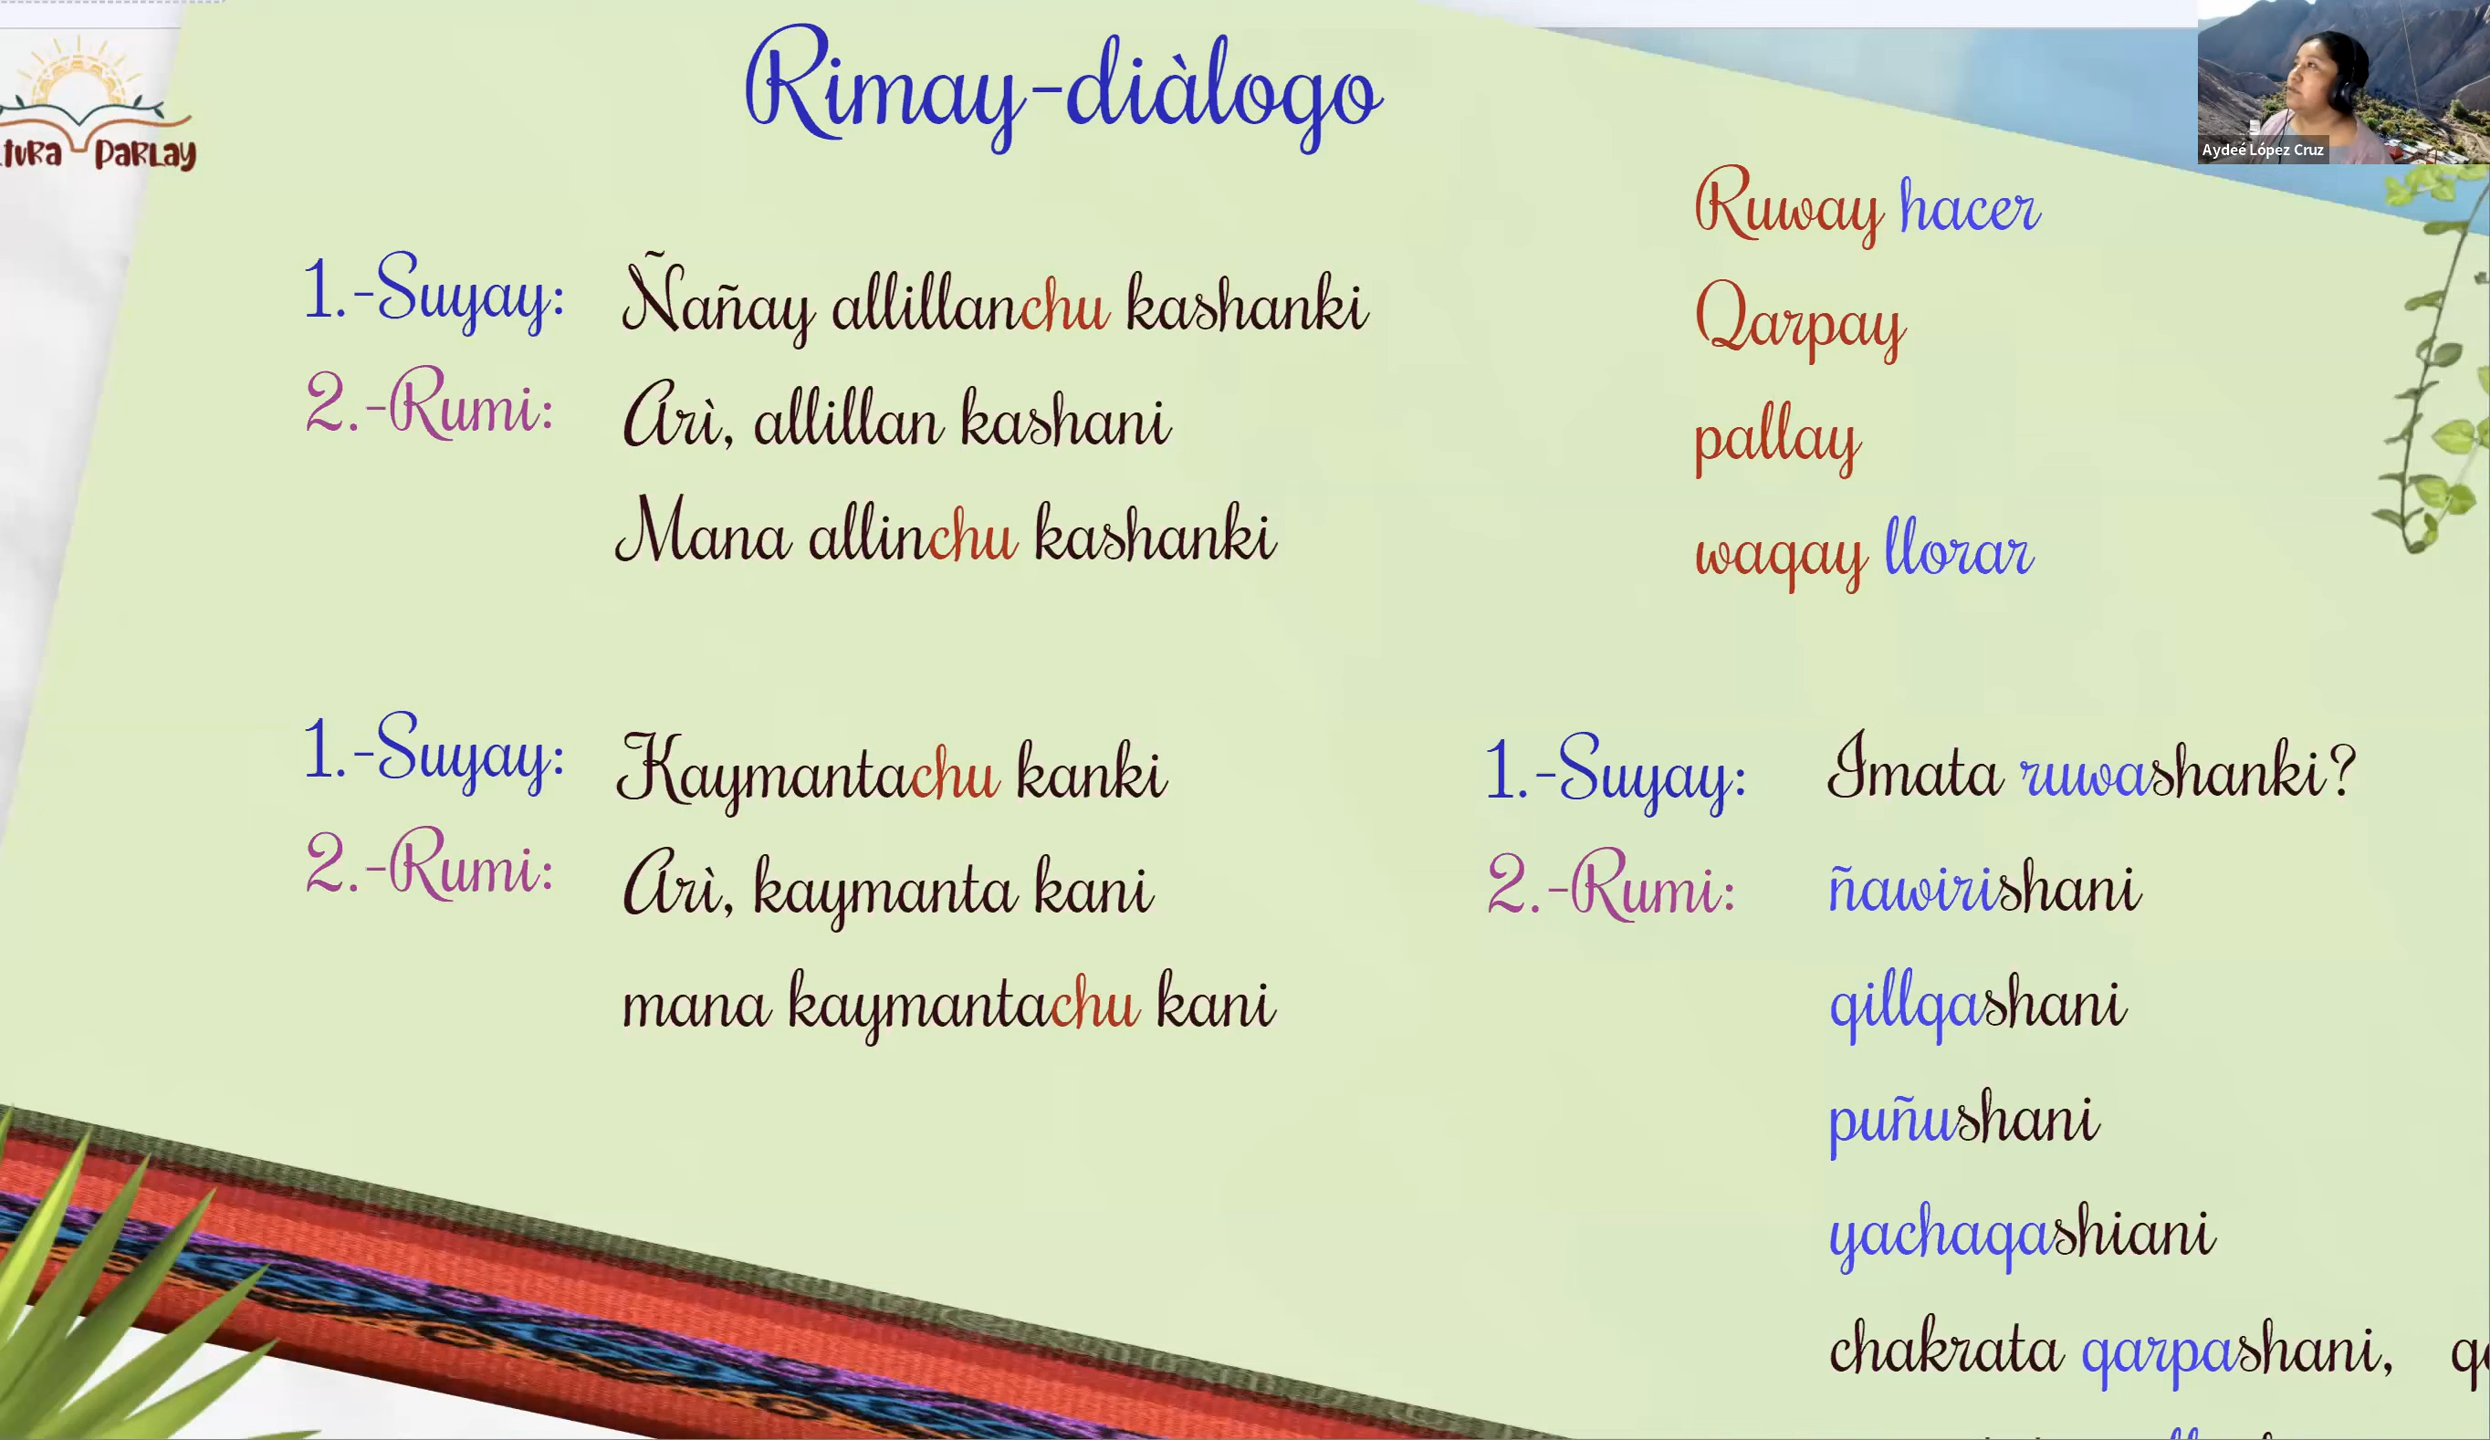 Rimay-diàlogo
PaRLay
Aydeé López Cruz
1.-Suyay: Ñañay allillanchu kashanki
2.-Rumi: Arì, allillan kashani
Mana allinchu kashanki
Ruway hacer
Qarpay
pallay
waqay llorar
1.-Suyay: Kaymantachu kanki
2.-Rumi: Arì, kaymanta kani
mana kaymantachu kani
1.-Suyay: Imata ruwashanki?
2.-Rumi: ñawirishani
qillqashani
puñushani
yachaqashiani
chakrata qarpashani,